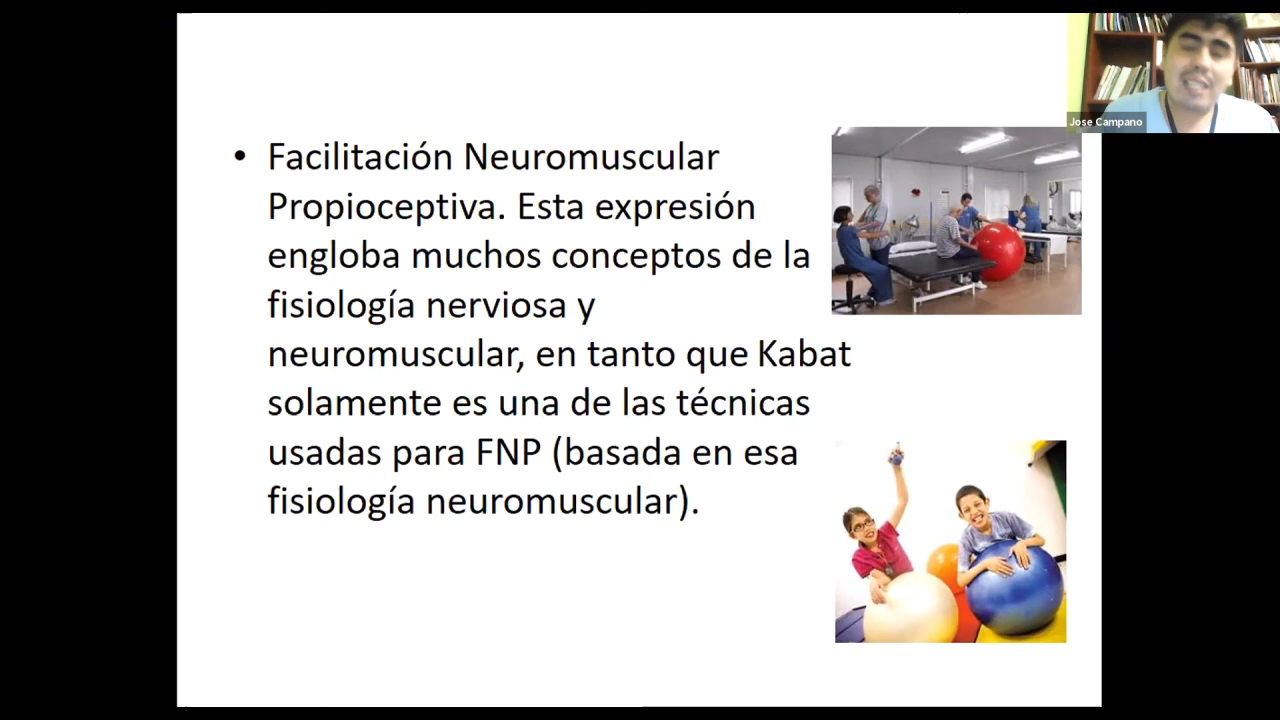 Jose Campano
• Facilitación Neuromuscular
Propioceptiva. Esta expresión
engloba muchos conceptos de la
fisiología nerviosa y
neuromuscular, en tanto que Kabat
solamente es una de las técnicas
usadas para FNP (basada en esa
fisiología neuromuscular).